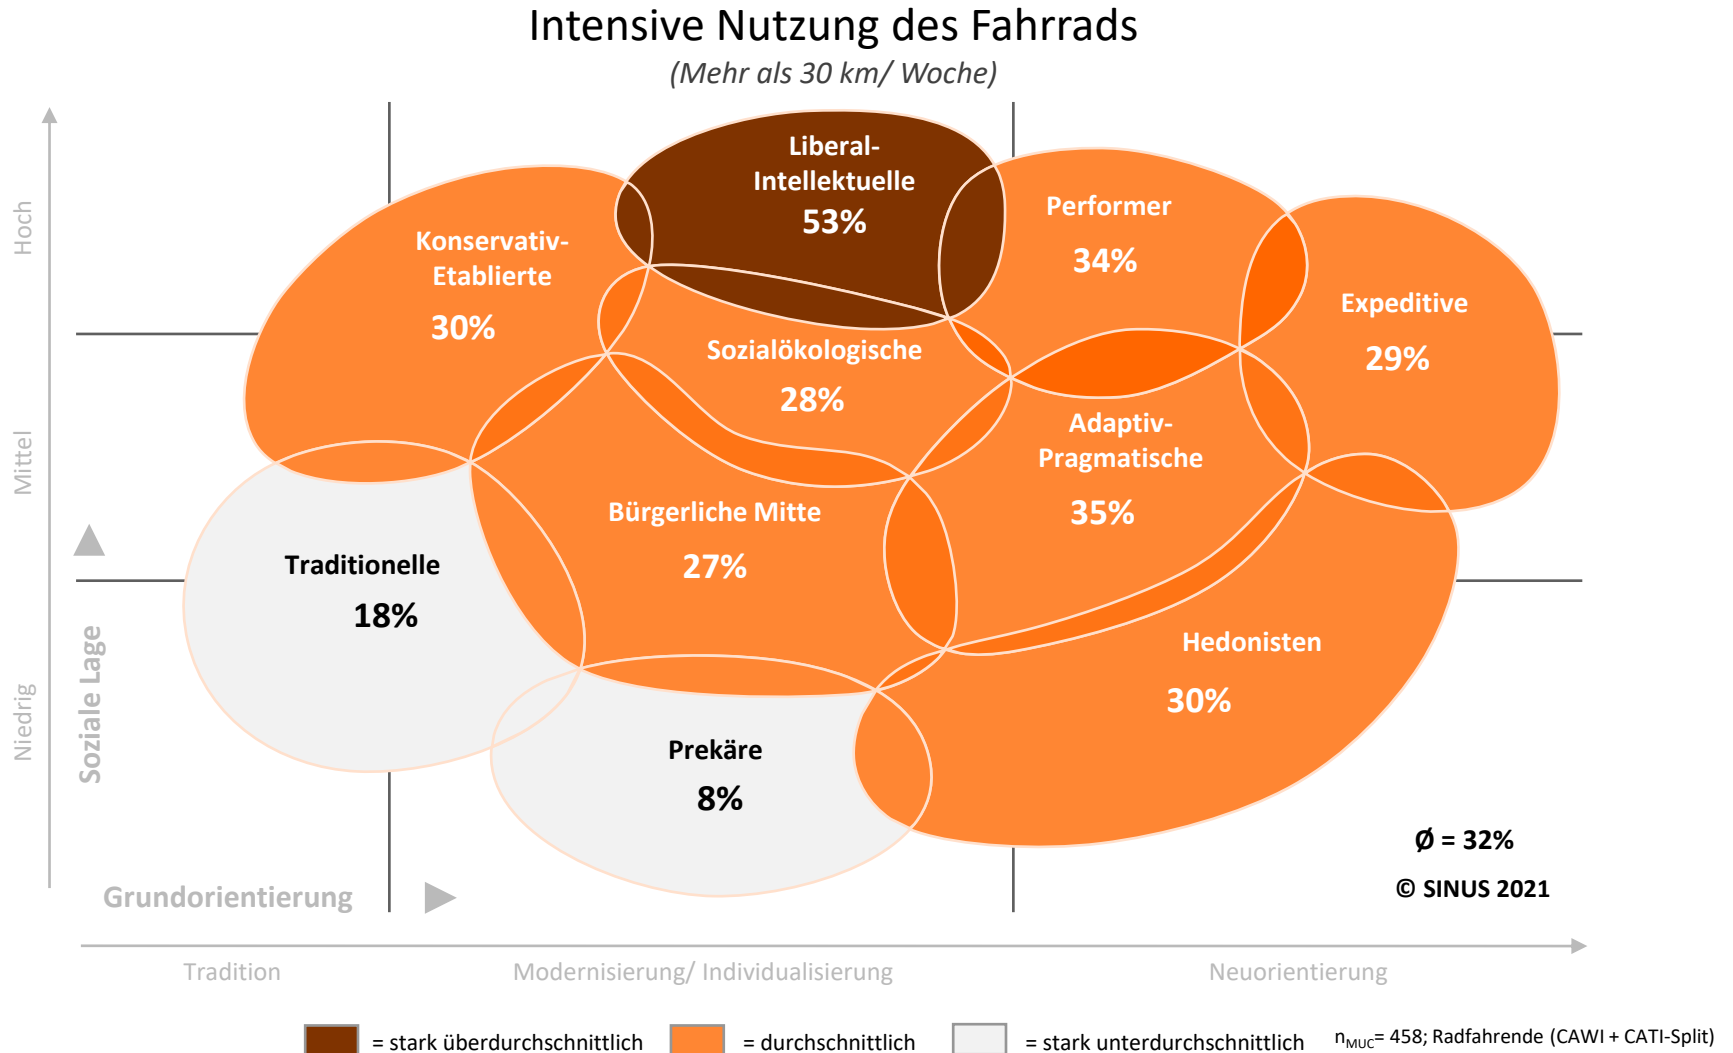 Intensive Nutzung des Fahrrads
(Mehr als 30 km/ Woche)
Hoch
Mittel
Niedrig
Soziale Lage
Liberal-
Intellektuelle
53%
Performer
34%
Konservativ-
Etablierte
30%
Expeditive
29%
Sozialökologische
28%
Adaptiv-
Pragmatische
35%
Bürgerliche Mitte
27%
Traditionelle
18%
Hedonisten
30%
Prekäre
8%
Ø = 32%
© SINUS 2021
Grundorientierung
Tradition
Modernisierung/ Individualisierung
Neuorientierung
= stark überdurchschnittlich
= durchschnittlich
= stark unterdurchschnittlich
nMUC= 458; Radfahrende (CAWI + CATI-Split)